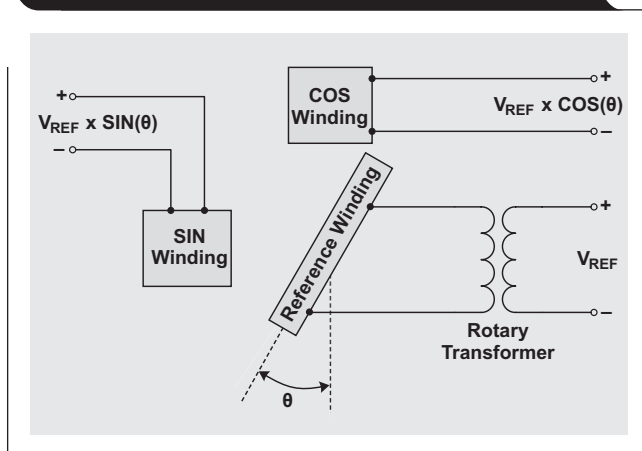 +
V_REF x SIN(θ)
–
SIN
Winding
COS
Winding
+
V_REF x COS(θ)
–
Reference Winding
+
V_REF
–
Rotary
Transformer
θ